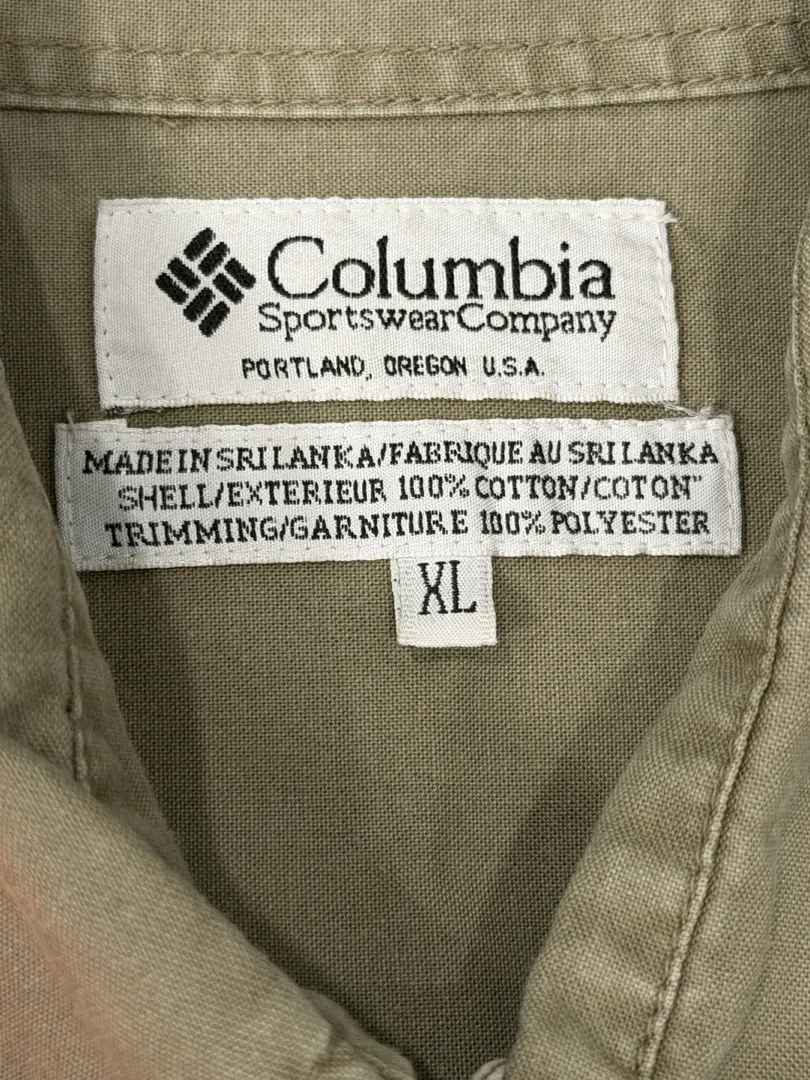 Columbia
SportswearCompany
PORTLAND, OREGON U.S.A.
MADE IN SRI LANKA/FABRIQUE AU SRI LANKA
SHELL/EXTERIEUR 100% COTTON/COTON
TRIMMING/GARNITURE 100% POLYESTER
XL